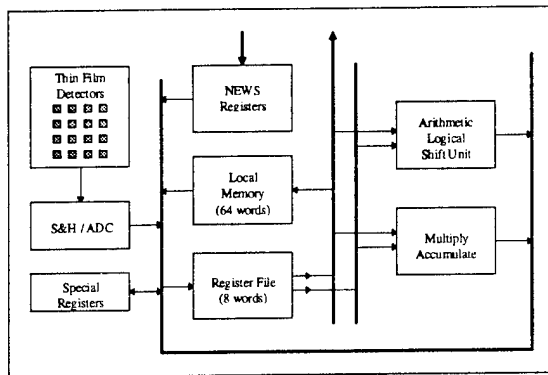 Thin Film
Detectors
S&H / ADC
Special
Registers
NEWS
Registers
Local
Memory
(64 words)
Register File
(8 words)
Arithmetic
Logical
Shift Unit
Multiply
Accumulate